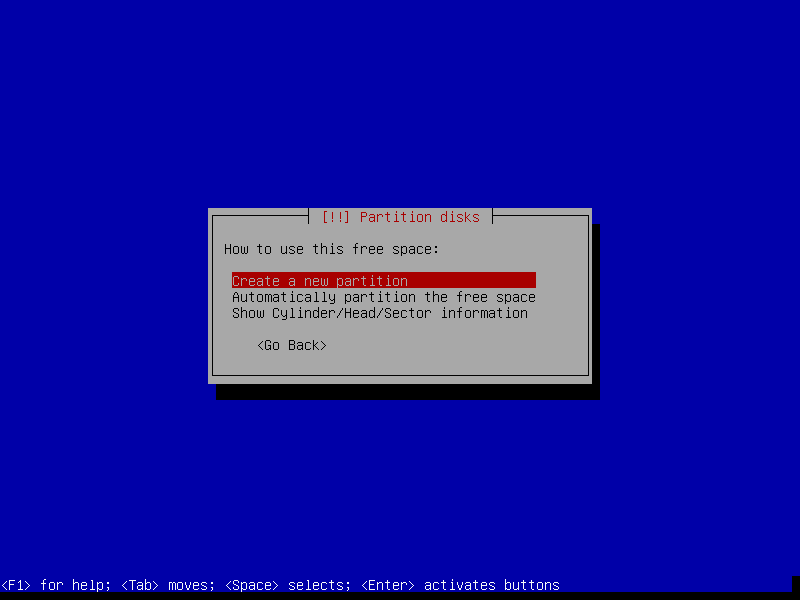 [!!] Partition disks
How to use this free space:
Create a new partition
Automatically partition the free space
Show Cylinder/Head/Sector information
<Go Back>
<F1> for help; <Tab> moves; <Space> selects; <Enter> activates buttons